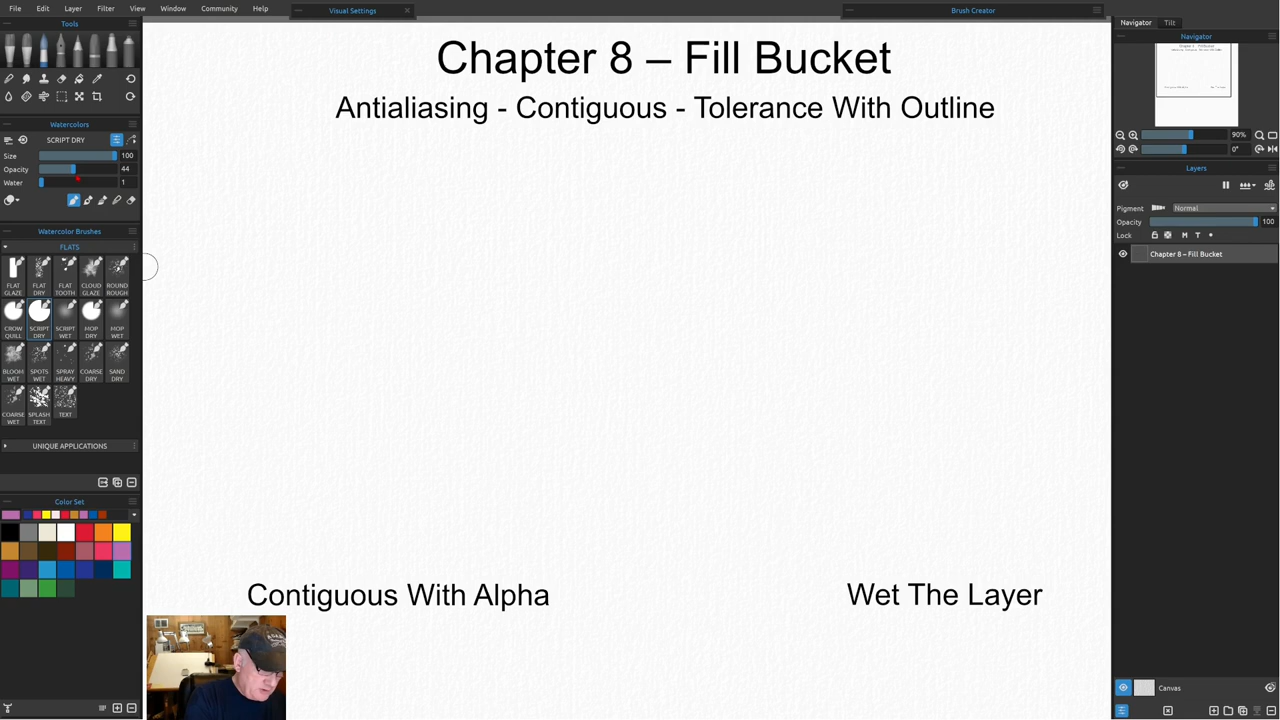 File Edit Layer Filter View Window Community Help
Visual Settings
Brush Creator
Tools
Watercolors
SCRIPT DRY
Size 100
Opacity 44
Water 1
Watercolor Brushes
FLATS
FLAT GLAZE
FLAT DRY
FLAT TOOTH
CLOUD GLAZE
ROUND ROUGH
CROW QUILL
SCRIPT DRY
SCRIPT WET
MOP DRY
MOP WET
BLOOM WET
SPOTS WET
SPRAY HEAVY
COARSE DRY
SAND DRY
COARSE WET
SPLASH TEXT
TEXT
UNIQUE APPLICATIONS
Color Set
Chapter 8 – Fill Bucket
Antialiasing - Contiguous - Tolerance With Outline
Contiguous With Alpha
Wet The Layer
Navigator Tilt
Navigator
90%
0°
Layers
Pigment Normal
Opacity 100
Lock M T
Chapter 8 – Fill Bucket
Canvas